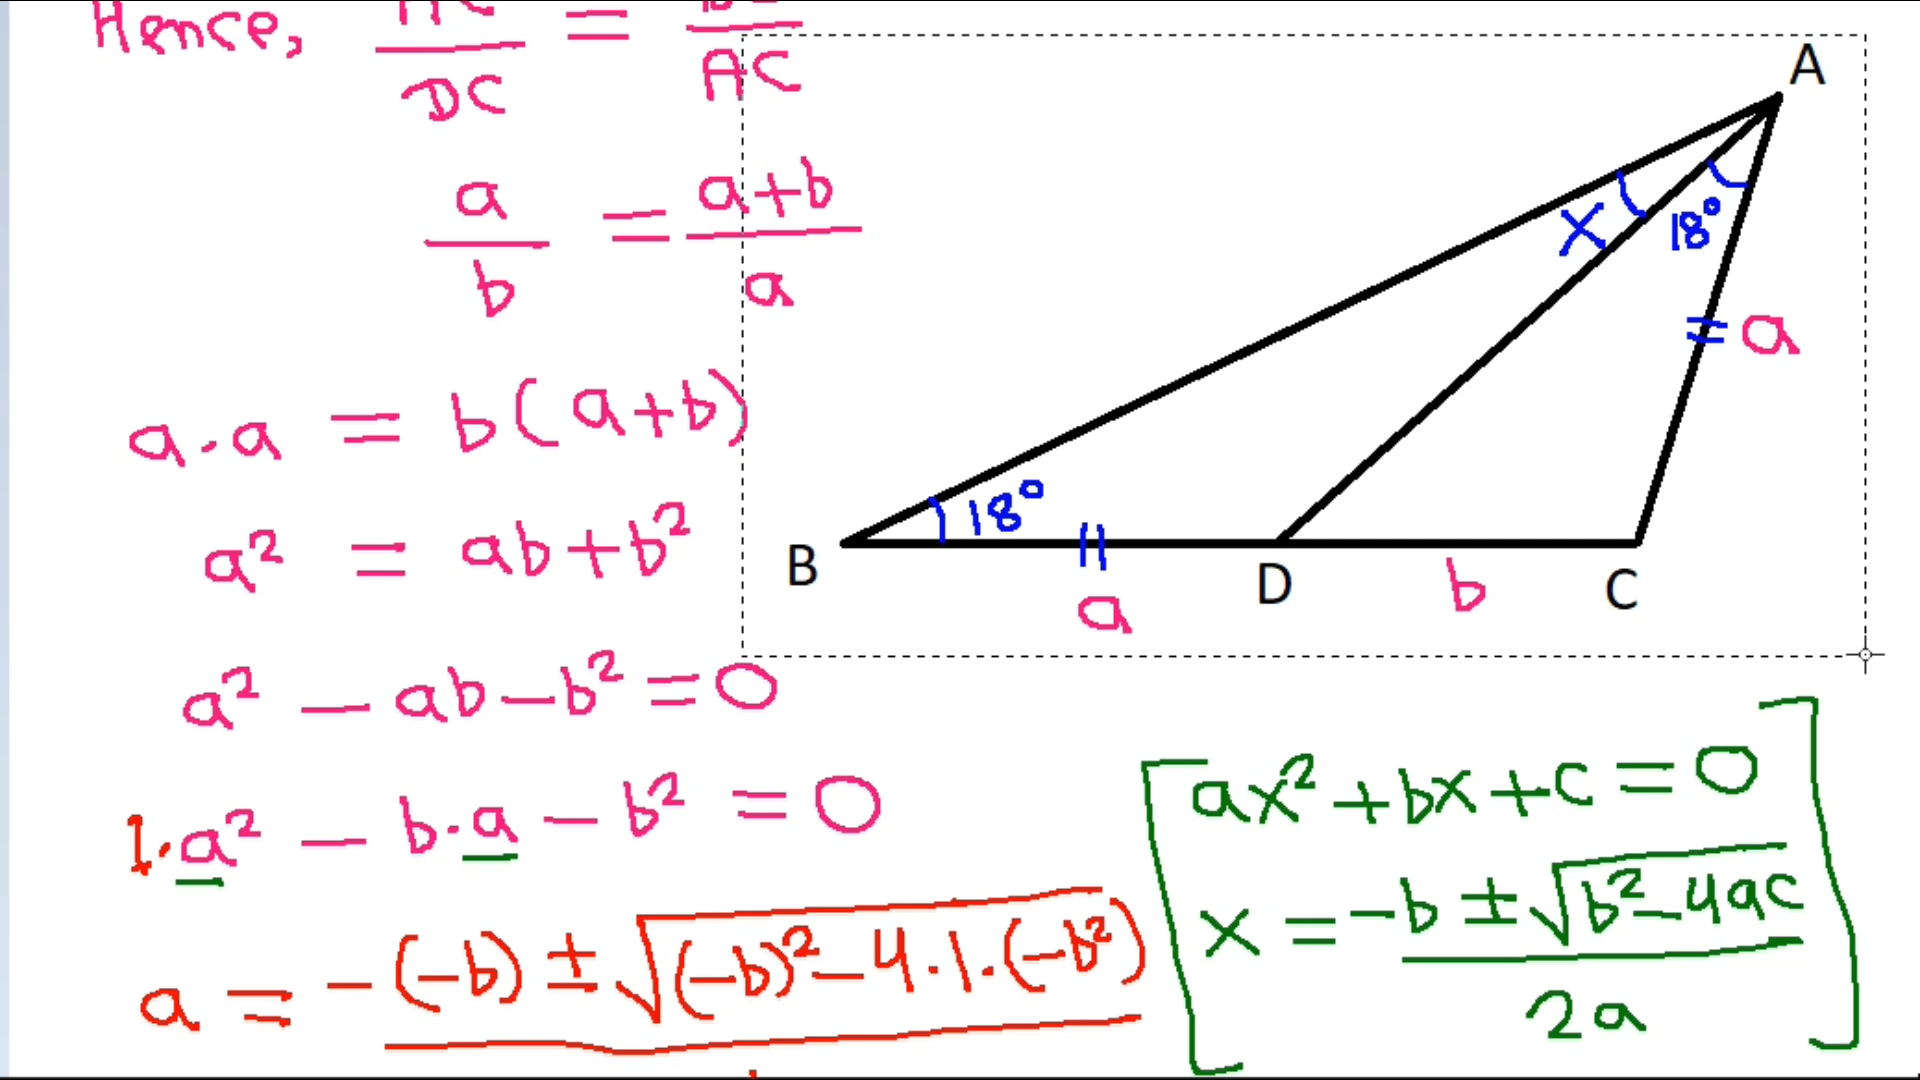 Hence, AC/DC = /AC
a/b = a+b/a
a·a = b(a+b)
a² = ab+b²
a² - ab - b² = 0
1·a² - b·a - b² = 0
a = -(-b) ± √(-b)² - 4·1·(-b²)
A
x
18°
a
18°
B
D
C
a
b
[ax² + bx + c = 0
x = -b ± √b² - 4ac / 2a]